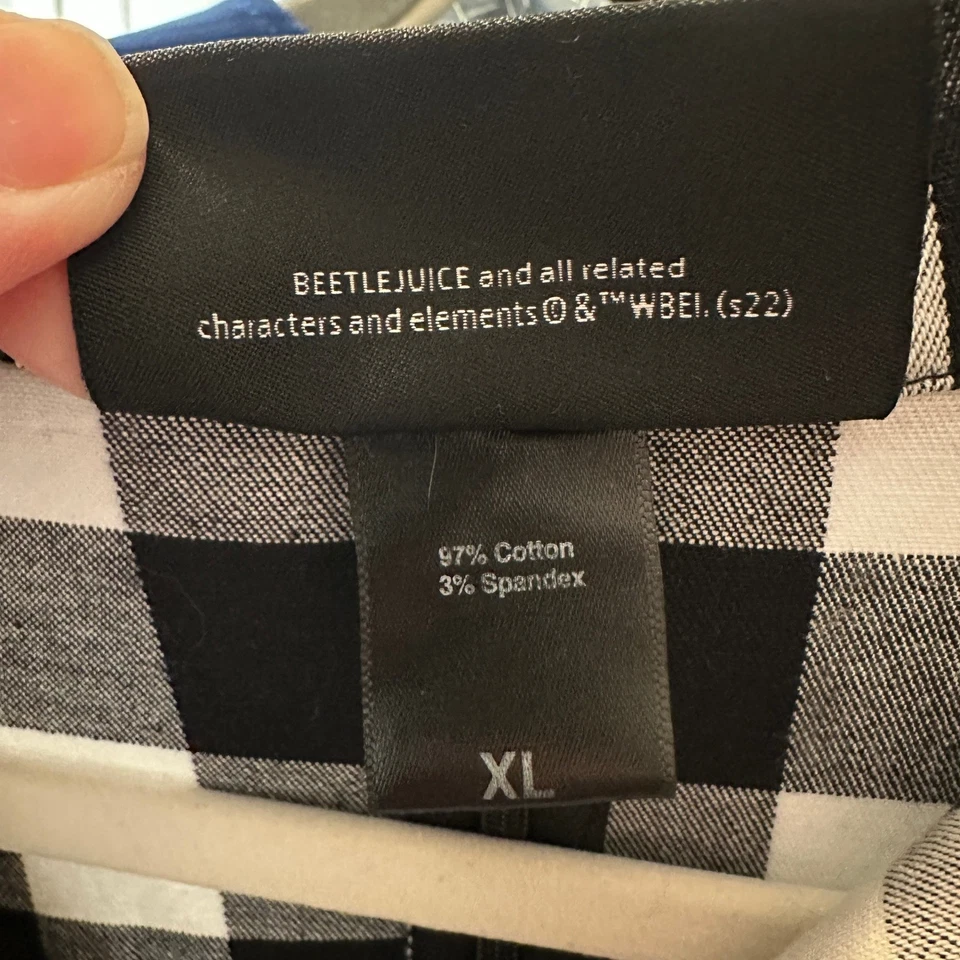 BEETLEJUICE and all related
characters and elements © &™ WBEI. (s22)
97% Cotton
3% Spandex
XL